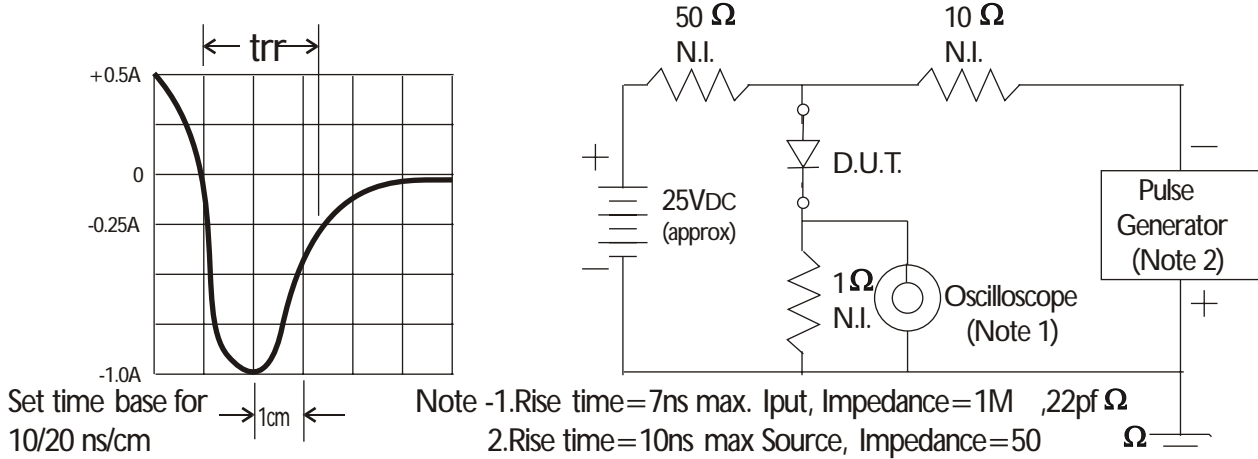 trr
+0.5A
0
-0.25A
-1.0A
Set time base for
10/20 ns/cm
1cm
50 Ω
N.I.
10 Ω
N.I.
+
25VDC
(approx)
−
D.U.T.
1Ω
N.I.
Oscilloscope
(Note 1)
−
Pulse
Generator
(Note 2)
+
Note -1.Rise time=7ns max. Iput, Impedance=1M ,22pf Ω
2.Rise time=10ns max Source, Impedance=50 Ω